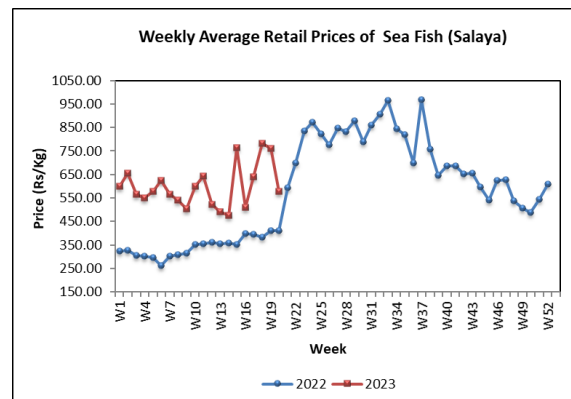 Weekly Average Retail Prices of Sea Fish (Salaya)
Price (Rs/kg)
1050.00
950.00
850.00
750.00
650.00
550.00
450.00
350.00
250.00
150.00
W1
W4
W7
W10
W13
W16
W19
W22
W25
W28
W31
W34
W37
W40
W43
W46
W49
W52
Week
2022
2023